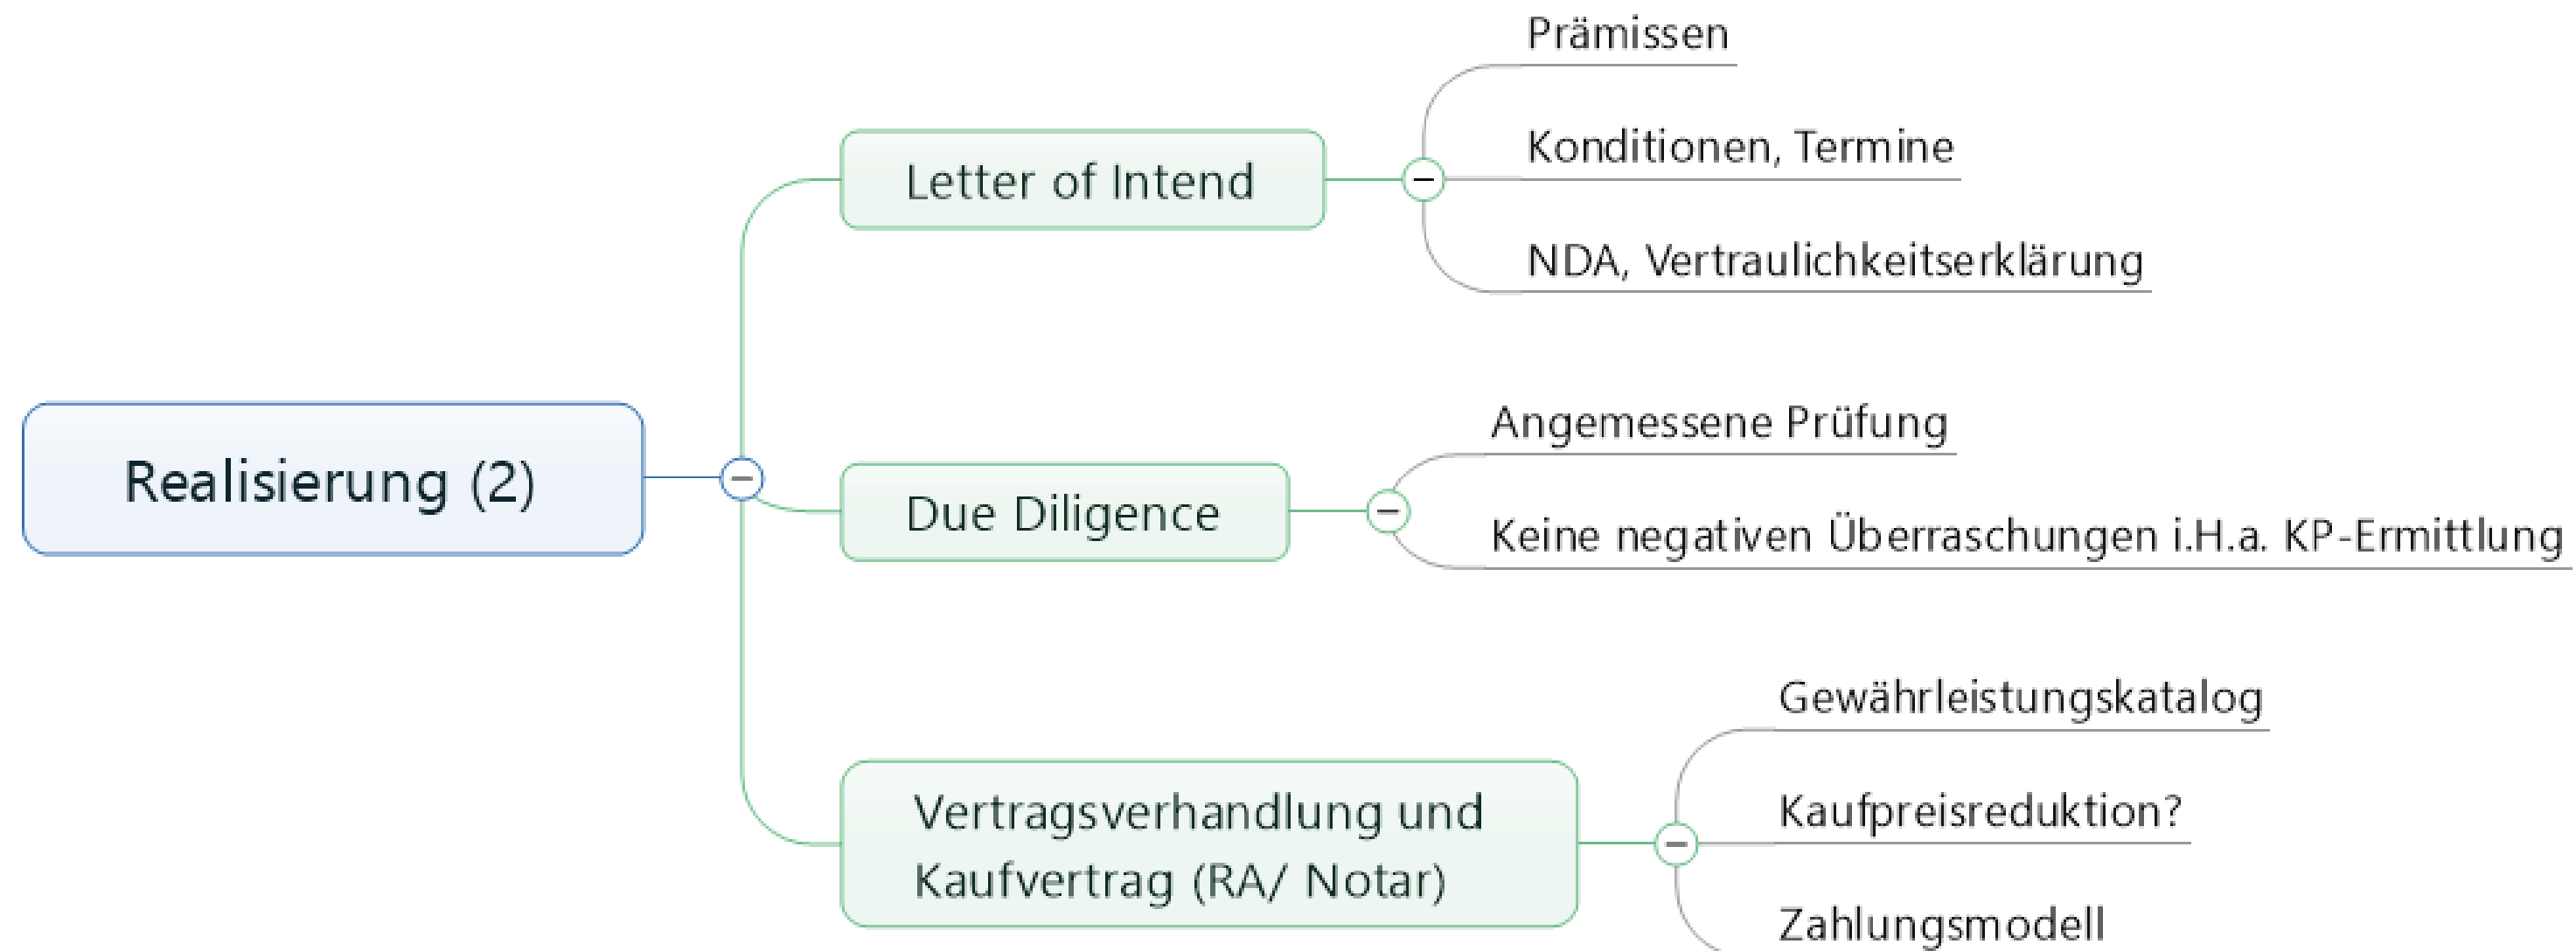 Realisierung (2)
Letter of Intend
Prämissen
Konditionen, Termine
NDA, Vertraulichkeitserklärung
Due Diligence
Angemessene Prüfung
Keine negativen Überraschungen i.H.a. KP-Ermittlung
Vertragsverhandlung und
Kaufvertrag (RA/ Notar)
Gewährleistungskatalog
Kaufpreisreduktion?
Zahlungsmodell